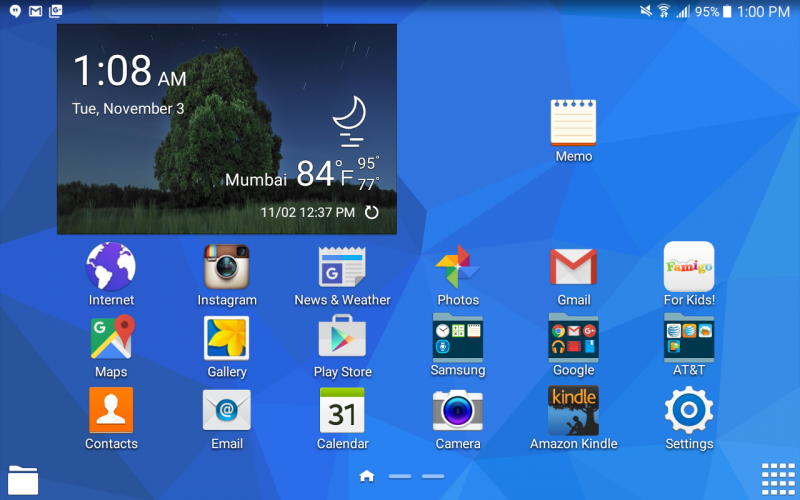 95% 1:00 PM
1:08 AM
Tue, November 3
Mumbai 84°F 95° 77°
11/02 12:37 PM
Memo
Internet Instagram News & Weather Photos Gmail For Kids!
Famigo
Maps Gallery Play Store Samsung Google AT&T
31
kindle
Contacts Email Calendar Camera Amazon Kindle Settings